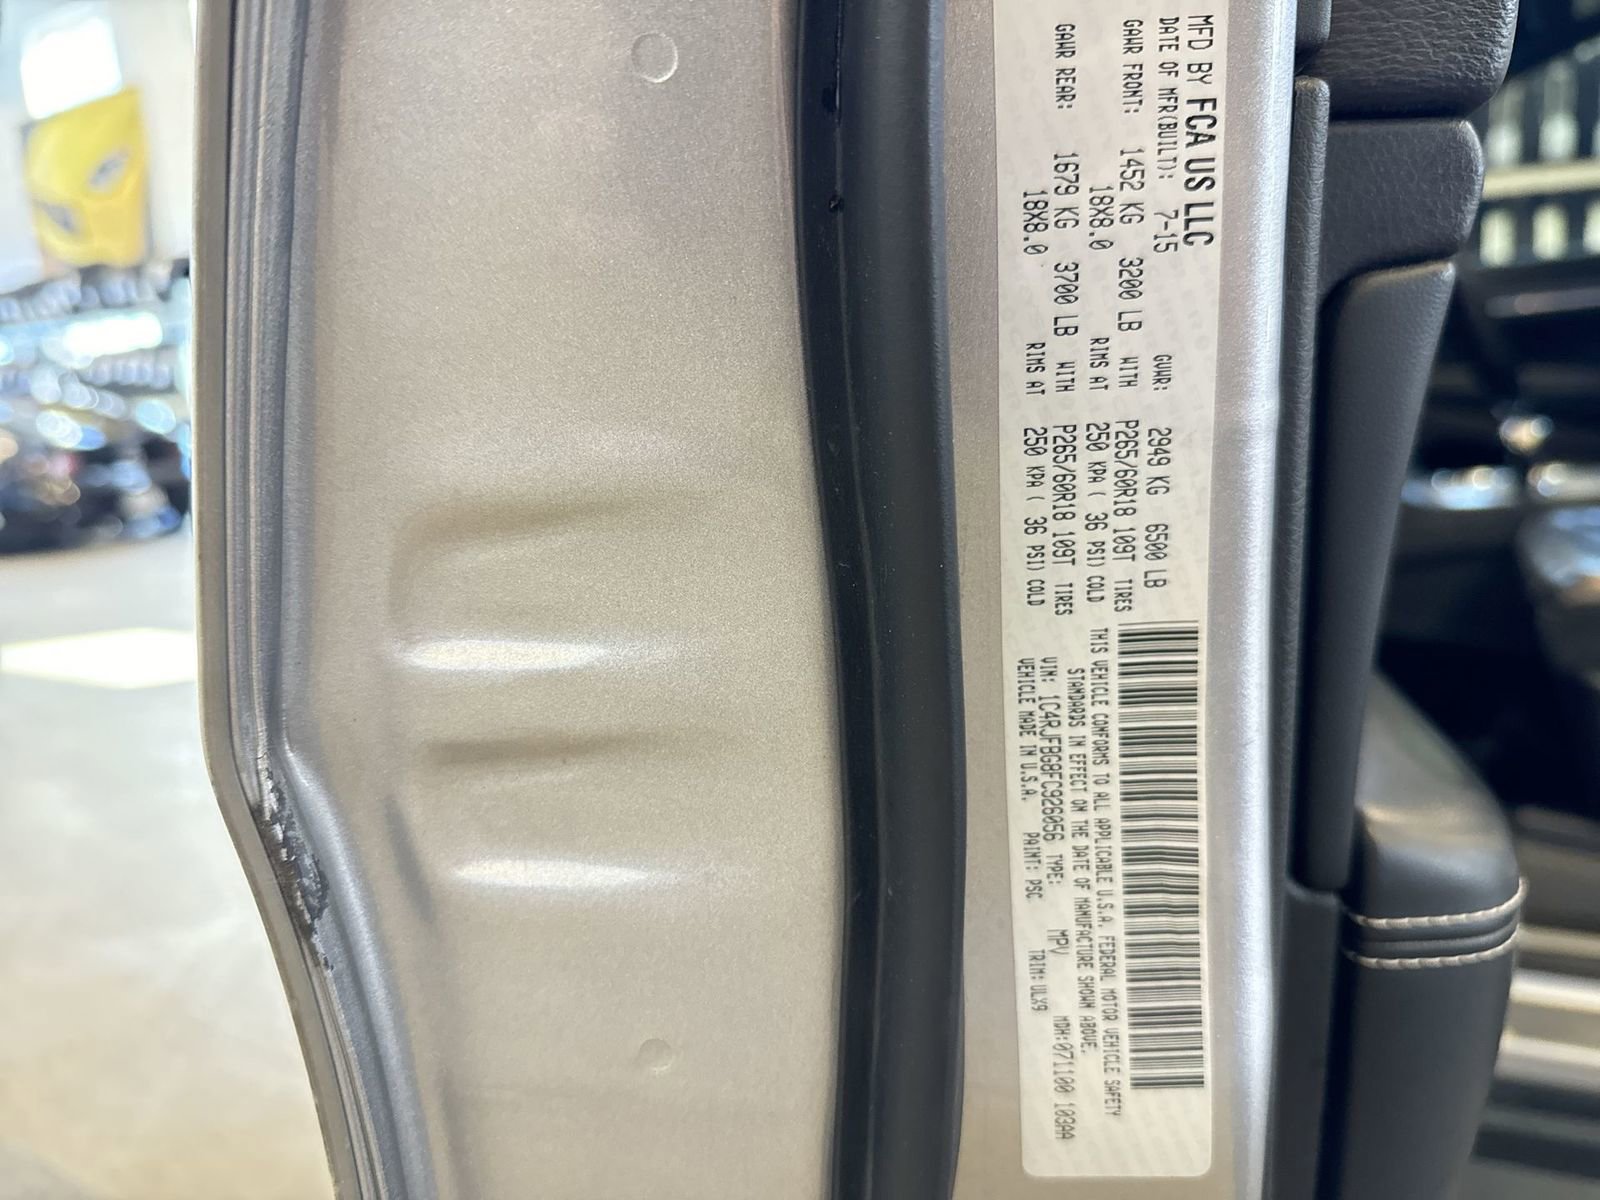 MFD BY FCA US LLC
DATE OF MFR(BUILT): 7-15 GVWR: 2949 KG 6500 LB
GAWR FRONT: 1452 KG 3200 LB WITH P265/60R18 109T TIRES
18X8.0 RIMS AT 250 KPA ( 36 PSI) COLD
GAWR REAR: 1679 KG 3700 LB WITH P265/60R18 109T TIRES
18X8.0 RIMS AT 250 KPA ( 36 PSI) COLD
THIS VEHICLE CONFORMS TO ALL APPLICABLE U.S.A. FEDERAL MOTOR VEHICLE SAFETY
STANDARDS IN EFFECT ON THE DATE OF MANUFACTURE SHOWN ABOVE.
VIN: 1C4RJFBG8FC926056 TYPE: MPV MDH:071100 103AA
VEHICLE MADE IN U.S.A. PAINT: PSC TRIM: ULX9